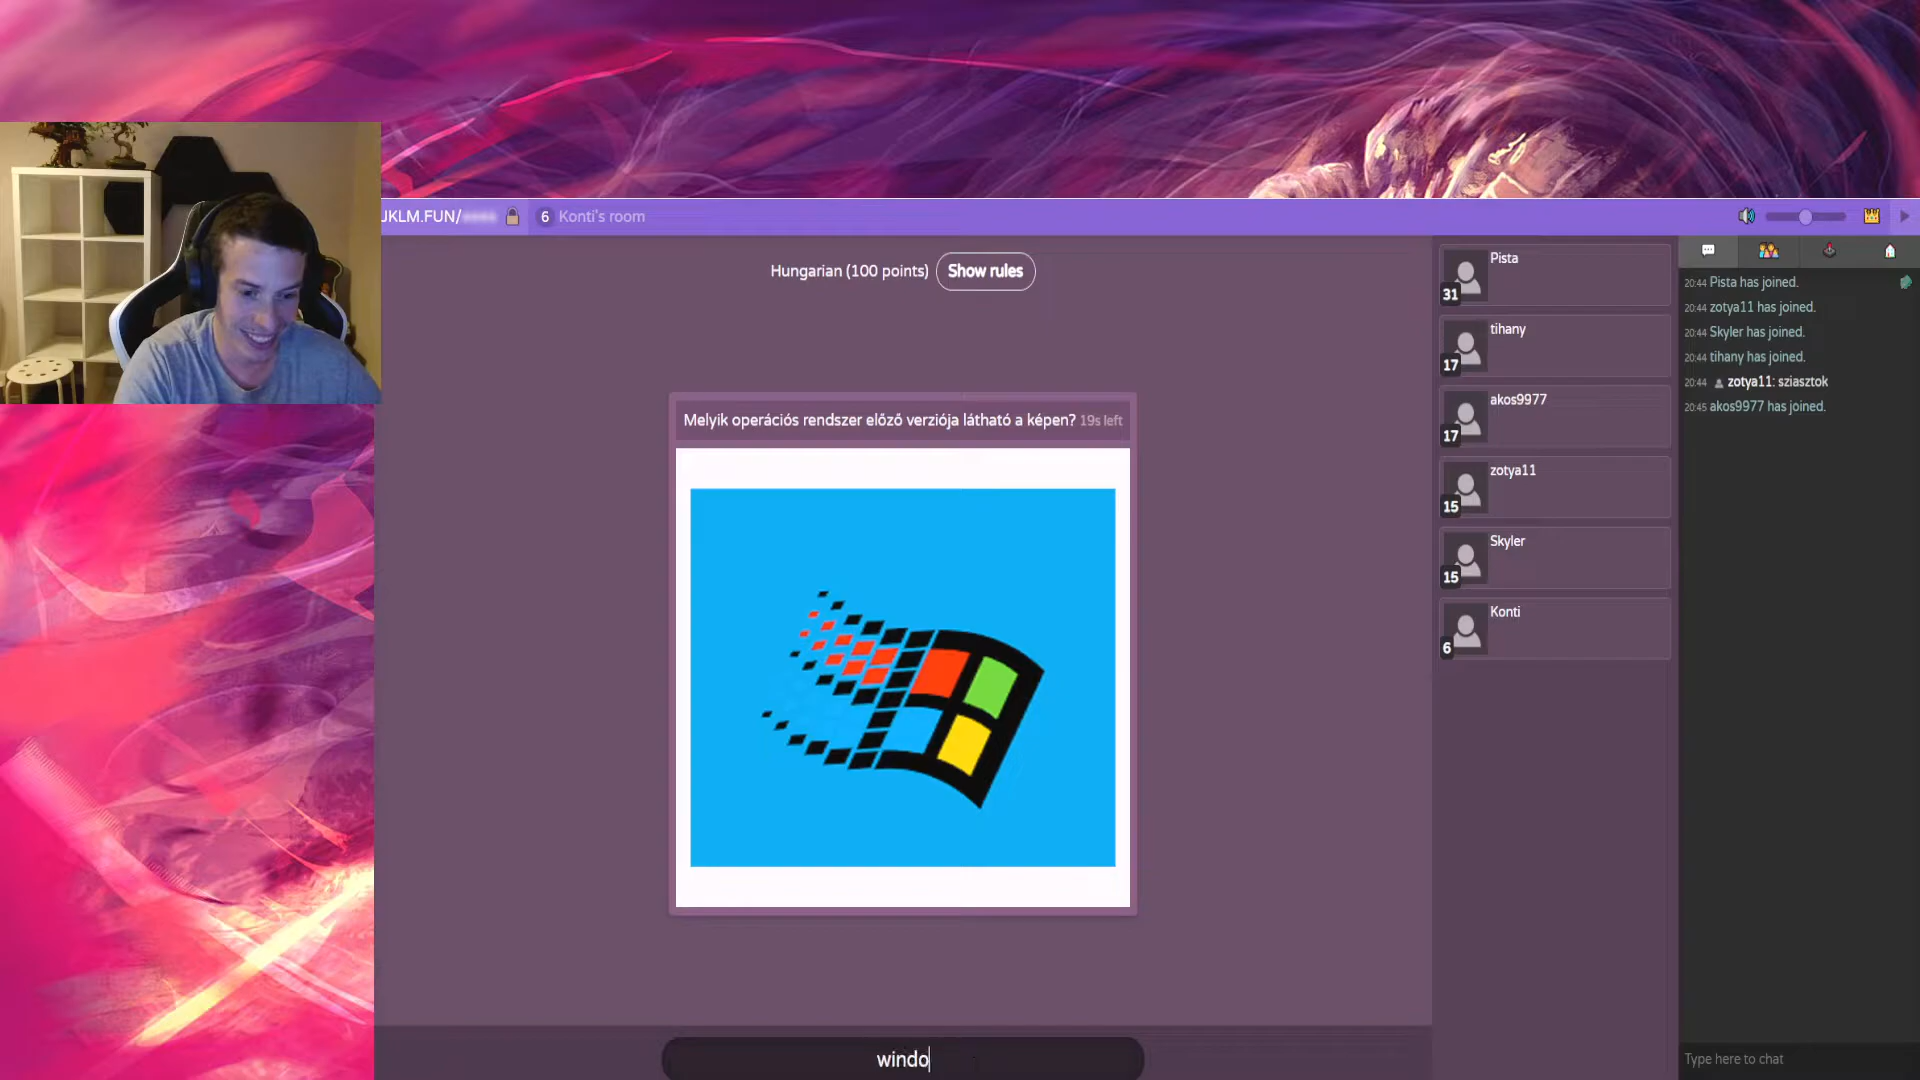 JKLM.FUN/
6 Konti's room
Hungarian (100 points) Show rules
Melyik operációs rendszer előző verziója látható a képen? 19s left
windo
Pista
31
tihany
17
akos9977
17
zotya11
15
Skyler
15
Konti
6
20:44 Pista has joined.
20:44 zotya11 has joined.
20:44 Skyler has joined.
20:44 tihany has joined.
20:44 zotya11: sziasztok
20:45 akos9977 has joined.
Type here to chat